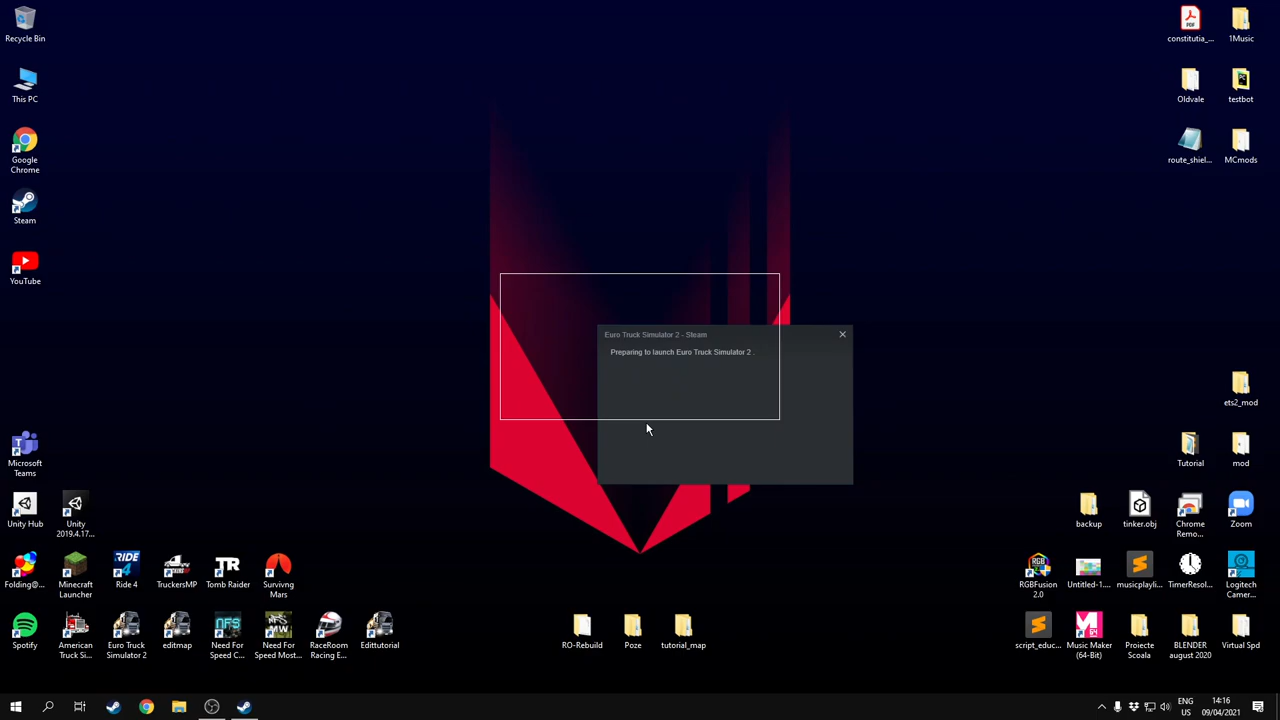 Recycle Bin
This PC
Google
Chrome
Steam
YouTube
Microsoft
Teams
Unity Hub
Unity
2019.4.17...
Folding@...
Minecraft
Launcher
Ride 4
TruckersMP
Tomb Raider
Survivng
Mars
Spotify
American
Truck Si...
Euro Truck
Simulator 2
editmap
Need For
Speed C...
Need For
Speed Most...
RaceRoom
Racing E...
Edittutorial
Euro Truck Simulator 2 - Steam
Preparing to launch Euro Truck Simulator 2 .
RO-Rebuild
Poze
tutorial_map
constitutia_...
1Music
Oldvale
testbot
route_shiel...
MCmods
ets2_mod
Tutorial
mod
backup
tinker.obj
Chrome
Remo...
Zoom
RGBFusion
2.0
Untitled-1....
musicplayli...
TimerResol...
Logitech
Camer...
script_educ...
Music Maker
(64-Bit)
Proiecte
Scoala
BLENDER
august 2020
Virtual Spd
ENG
US
14:16
09/04/2021